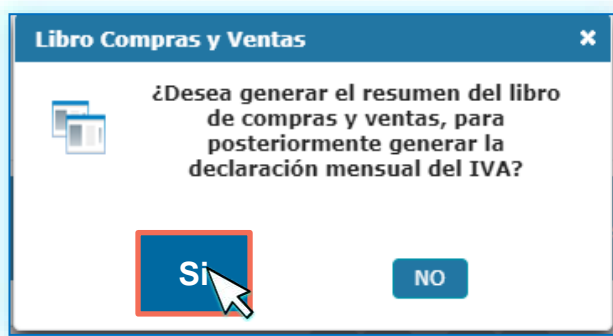 Libro Compras y Ventas
¿Desea generar el resumen del libro
de compras y ventas, para
posteriormente generar la
declaración mensual del IVA?
Si
NO